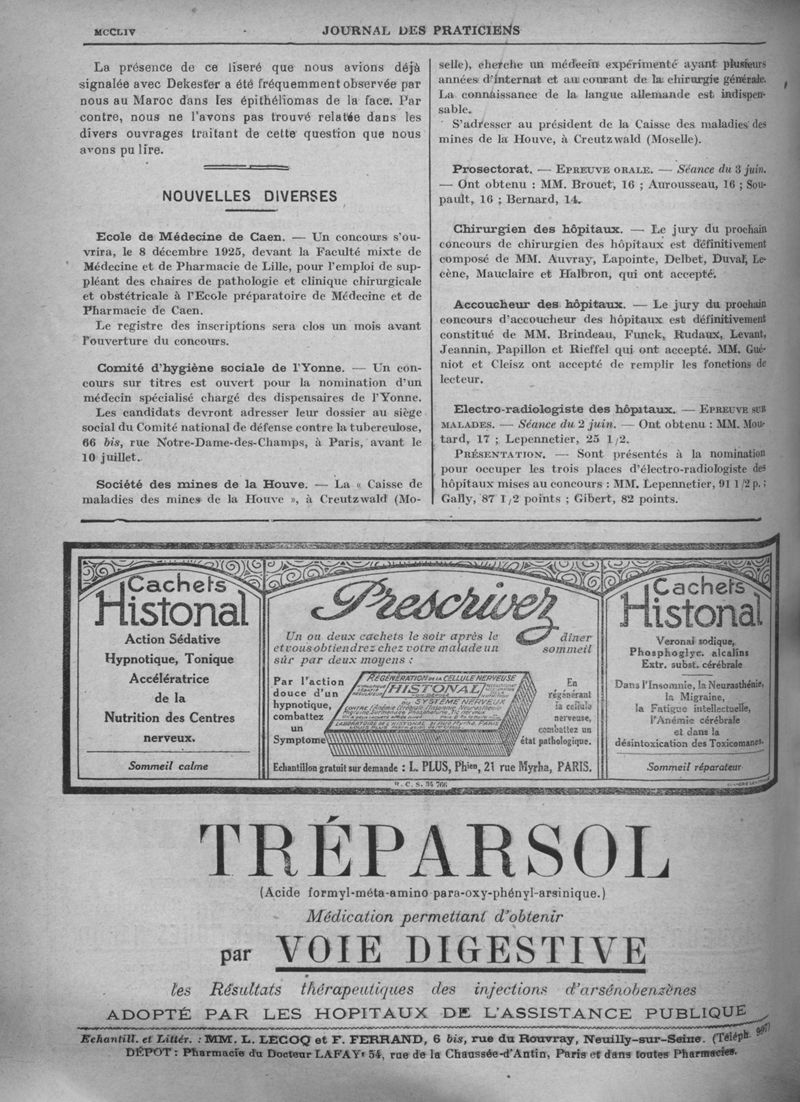 MCCLIV
JOURNAL DES PRATICIENS
La présence de ce liseré que nous avions déjà
signalée avec Dekester a été fréquemment observée par
nous au Maroc dans les épithéliomas de la face. Par
contre, nous ne l'avons pas trouvé relatée dans les
divers ouvrages traitant de cette question que nous
avons pu lire.
NOUVELLES DIVERSES
Ecole de Médecine de Caen. — Un concours s'ou-
vrira, le 8 décembre 1925, devant la Faculté mixte de
Médecine et de Pharmacie de Lille, pour l'emploi de sup-
pléant des chaires de pathologie et clinique chirurgicale
et obstétricale à l'Ecole préparatoire de Médecine et de
Pharmacie de Caen.
Le registre des inscriptions sera clos un mois avant
l'ouverture du concours.
Comité d'hygiène sociale de l'Yonne. — Un con-
cours sur titres est ouvert pour la nomination d'un
médecin spécialisé chargé des dispensaires de l'Yonne.
Les candidats devront adresser leur dossier au siège
social du Comité national de défense contre la tuberculose,
66 bis, rue Notre-Dame-des-Champs, à Paris, avant le
10 juillet.
Société des mines de la Houve. — La « Caisse de
maladies des mines de la Houve », à Creutzwald (Mo-
selle), cherche un médecin expérimenté ayant plusieurs
années d'internat et au courant de la chirurgie générale.
La connaissance de la langue allemande est indispen-
sable.
S'adresser au président de la Caisse des maladies des
mines de la Houve, à Creutzwald (Moselle).
Prosectorat. — EPREUVE ORALE. — Séance du 3 juin.
— Ont obtenu : MM. Brouet, 16 ; Aurousseau, 16 ; Sou-
pault, 16 ; Bernard, 14.
Chirurgien des hôpitaux. — Le jury du prochain
concours de chirurgien des hôpitaux est définitivement
composé de MM. Auvray, Lapointe, Delbet, Duval, Le-
cène, Mauclaire et Halbron, qui ont accepté.
Accoucheur des hôpitaux. — Le jury du prochain
concours d'accoucheur des hôpitaux est définitivement
constitué de MM. Brindeau, Funck, Rudaux, Levant,
Jeannin, Papillon et Rieffel qui ont accepté. MM. Gué-
niot et Cleisz ont accepté de remplir les fonctions de
lecteur.
Electro-radiologiste des hôpitaux. — EPREUVE SUR
MALADES. — Séance du 2 juin. — Ont obtenu : MM. Mou-
tard, 17 ; Lepennetier, 25 1/2.
PRÉSENTATION. — Sont présentés à la nomination
pour occuper les trois places d'électro-radiologiste des
hôpitaux mises au concours : MM. Lepennetier, 91 1/2 p. ;
Gally, 87 1/2 points ; Gibert, 82 points.
Cachets
Histonal
Action Sédative
Hypnotique, Tonique
Accélératrice
de la
Nutrition des Centres
nerveux.
Sommeil calme
Prescrivez
Un ou deux cachets le soir après le dîner
et vous obtiendrez chez votre malade un sommeil
sûr par deux moyens :
Par l'action
douce d'un
hypnotique,
combattez
un
Symptome
RÉGÉNÉRATION DE LA CELLULE NERVEUSE
HISTONAL
DU SYSTÈME NERVEUX
En
régénérant
la cellule
nerveuse,
combattez un
état pathologique.
Echantillon gratuit sur demande : L. PLUS, Phien, 21 rue Myrha, PARIS.
Cachets
Histonal
Veronal sodique,
Phosphoglyc. alcalins
Extr. subst. cérébrale
Dans l'Insomnie, la Neurasthénie,
la Migraine,
la Fatigue intellectuelle,
l'Anémie cérébrale
et dans la
désintoxication des Toxicomanes.
Sommeil réparateur
R. C. S. 34 766
TRÉPARSOL
(Acide formyl-méta-amino para-oxy-phényl-arsinique.)
Médication permettant d'obtenir
par VOIE DIGESTIVE
les Résultats thérapeutiques des injections d'arsénobenzènes
ADOPTÉ PAR LES HOPITAUX DE L'ASSISTANCE PUBLIQUE
Echantill. et Littér. : MM. L. LECOQ et F. FERRAND, 6 bis, rue du Rouvray, Neuilly-sur-Seine. (Téléph.
DÉPOT : Pharmacie du Docteur LAFAY, 54, rue de la Chaussée-d'Antin, Paris et dans toutes Pharmacies.